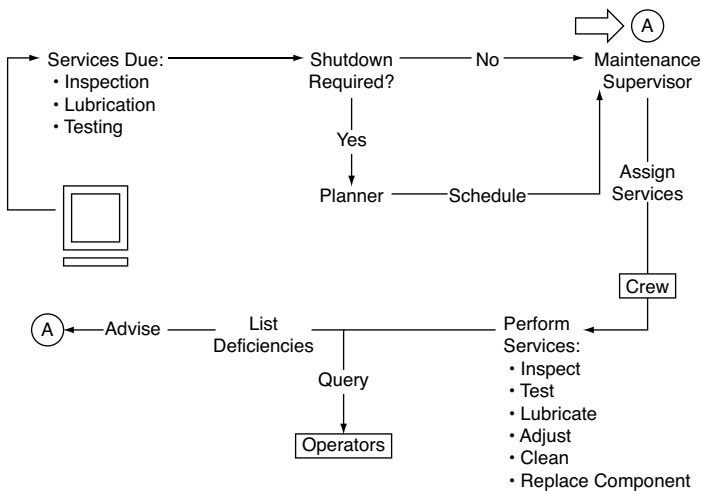 A
Services Due:
• Inspection
• Lubrication
• Testing
Shutdown
Required?
No
Maintenance
Supervisor
Yes
Planner
Schedule
Assign
Services
Crew
Perform
Services:
• Inspect
• Test
• Lubricate
• Adjust
• Clean
• Replace Component
Query
Operators
List
Deficiencies
Advise
A